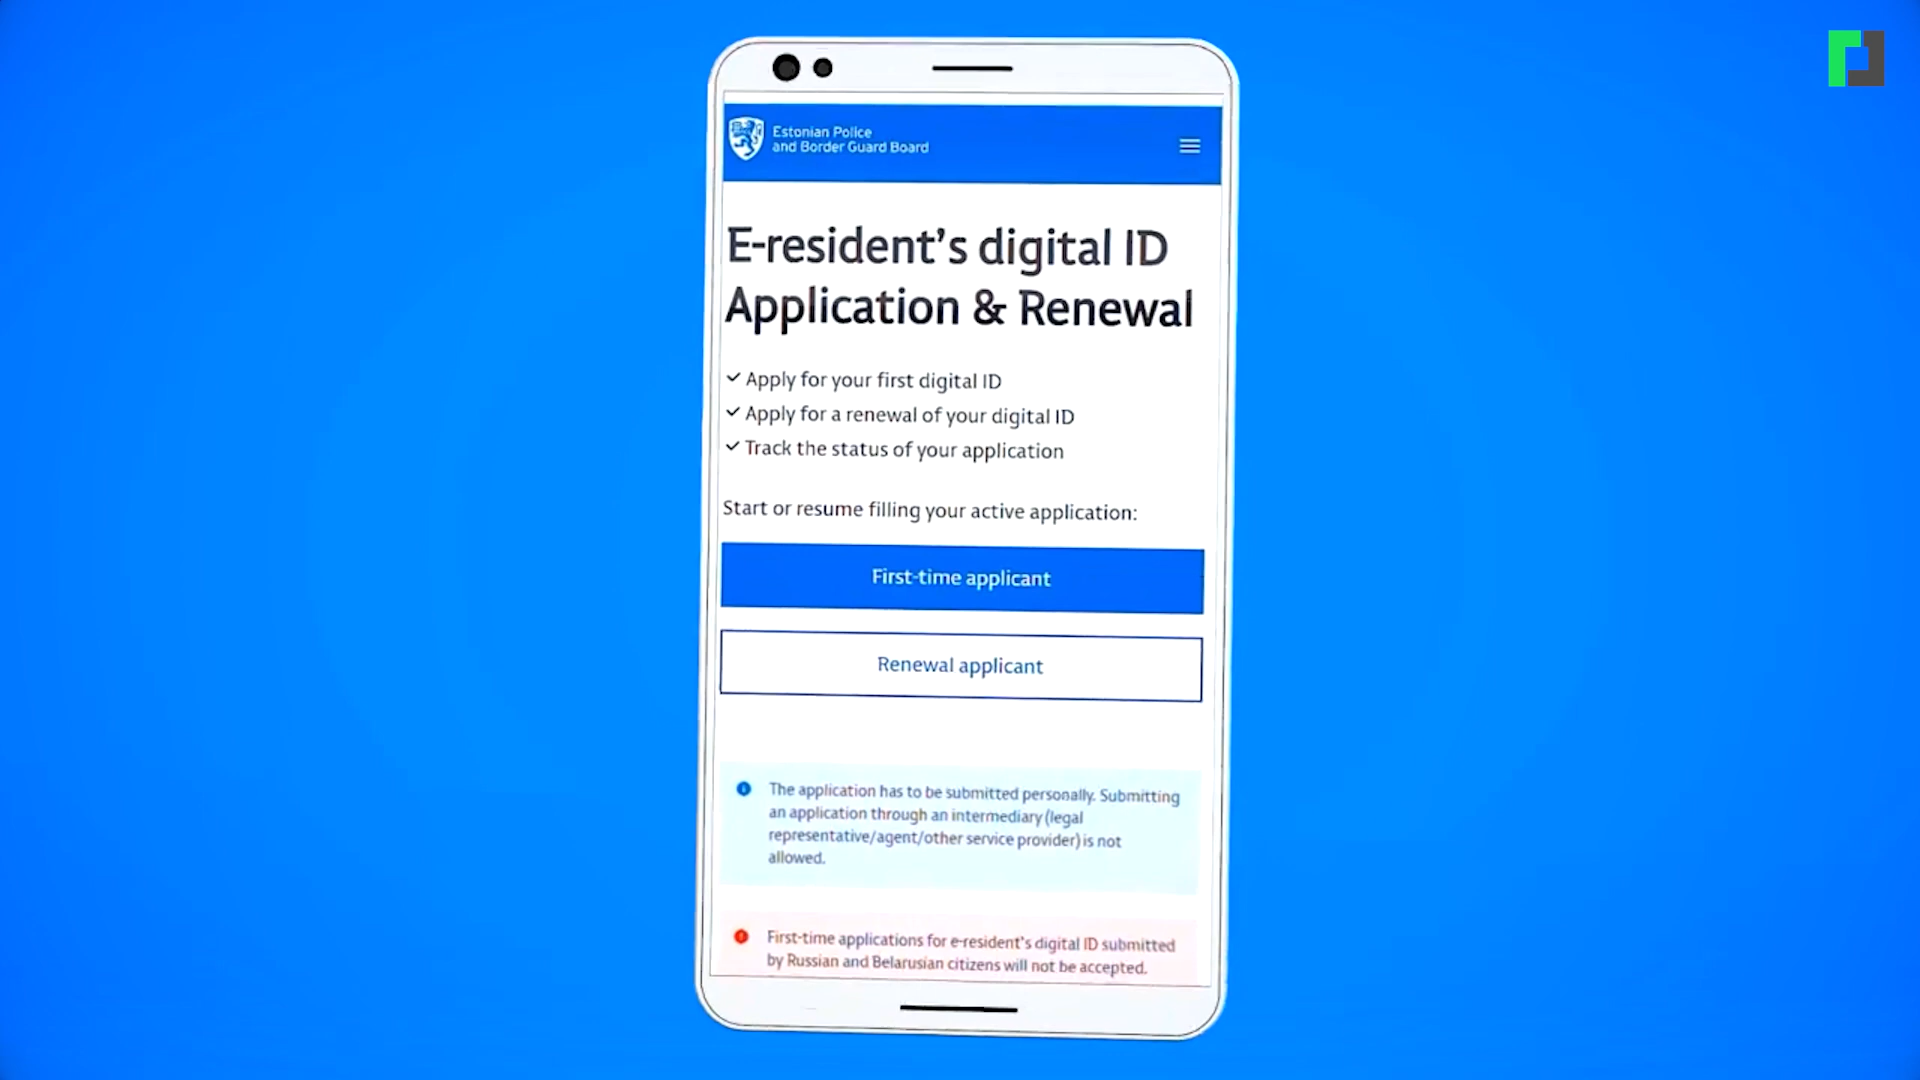 Estonian Police
and Border Guard Board
E-resident's digital ID
Application & Renewal
Apply for your first digital ID
Apply for a renewal of your digital ID
Track the status of your application
Start or resume filling your active application:
First-time applicant
Renewal applicant
The application has to be submitted personally. Submitting
an application through an intermediary (legal
representative/agent/other service provider) is not
allowed.
First-time applications for e-resident's digital ID submitted
by Russian and Belarusian citizens will not be accepted.